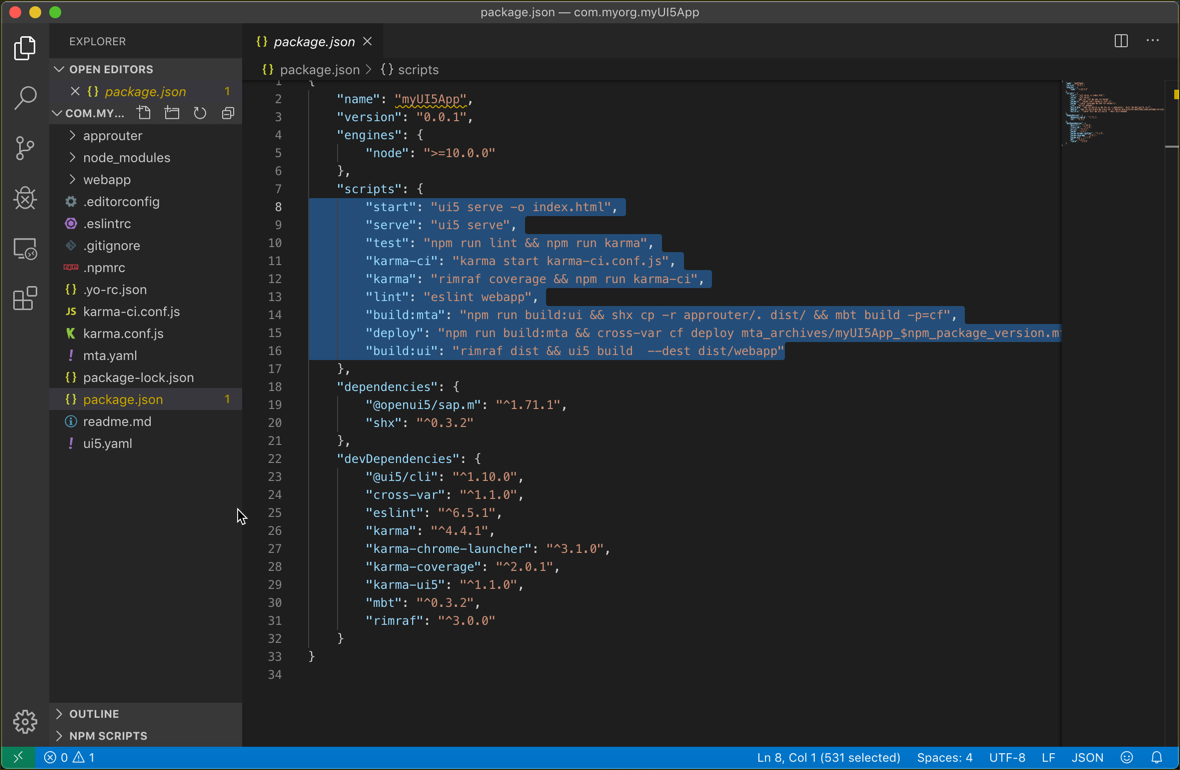 package.json — com.myorg.myUI5App
EXPLORER
OPEN EDITORS
{} package.json 1
COM.MY...
approuter
node_modules
webapp
.editorconfig
.eslintrc
.gitignore
npm .npmrc
{} .yo-rc.json
JS karma-ci.conf.js
K karma.conf.js
! mta.yaml
{} package-lock.json
{} package.json 1
readme.md
! ui5.yaml
OUTLINE
NPM SCRIPTS
{} package.json
{} package.json > {} scripts
1 {
2 "name": "myUI5App",
3 "version": "0.0.1",
4 "engines": {
5 "node": ">=10.0.0"
6 },
7 "scripts": {
8 "start": "ui5 serve -o index.html",
9 "serve": "ui5 serve",
10 "test": "npm run lint && npm run karma",
11 "karma-ci": "karma start karma-ci.conf.js",
12 "karma": "rimraf coverage && npm run karma-ci",
13 "lint": "eslint webapp",
14 "build:mta": "npm run build:ui && shx cp -r approuter/. dist/ && mbt build -p=cf",
15 "deploy": "npm run build:mta && cross-var cf deploy mta_archives/myUI5App_$npm_package_version.m
16 "build:ui": "rimraf dist && ui5 build  --dest dist/webapp"
17 },
18 "dependencies": {
19 "@openui5/sap.m": "^1.71.1",
20 "shx": "^0.3.2"
21 },
22 "devDependencies": {
23 "@ui5/cli": "^1.10.0",
24 "cross-var": "^1.1.0",
25 "eslint": "^6.5.1",
26 "karma": "^4.4.1",
27 "karma-chrome-launcher": "^3.1.0",
28 "karma-coverage": "^2.0.1",
29 "karma-ui5": "^1.1.0",
30 "mbt": "^0.3.2",
31 "rimraf": "^3.0.0"
32 }
33 }
34
0 1 Ln 8, Col 1 (531 selected) Spaces: 4 UTF-8 LF JSON